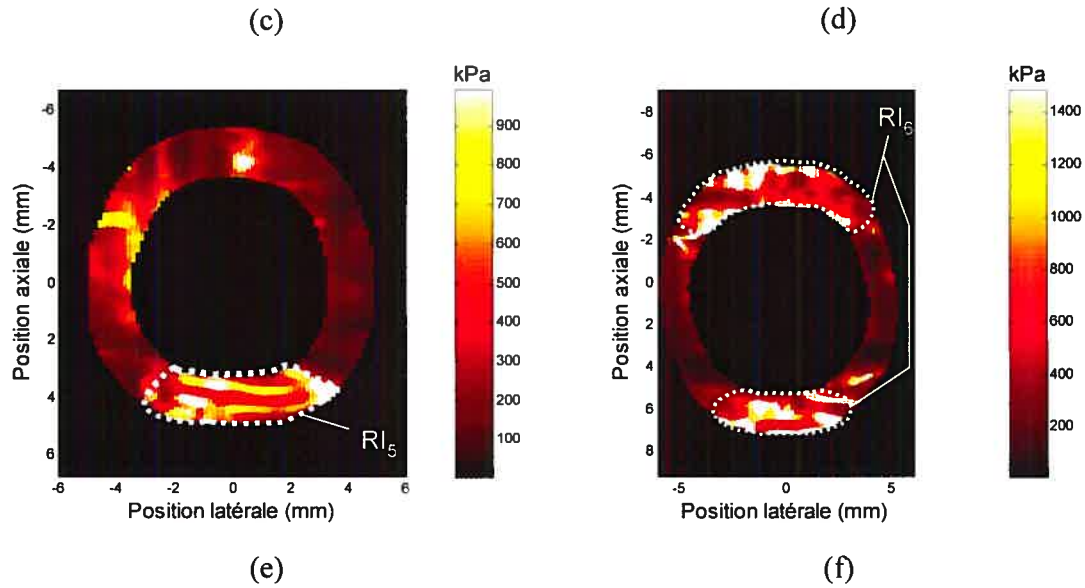 (c)
(d)
kPa
kPa
-6
-4
-2
0
2
4
6
Position axiale (mm)
-6 -4 -2 0 2 4 6
Position latérale (mm)
RI5
900
800
700
600
500
400
300
200
100
-8
-6
-4
-2
0
2
4
6
8
Position axiale (mm)
-5 0 5
Position latérale (mm)
RI6
1400
1200
1000
800
600
400
200
(e)
(f)